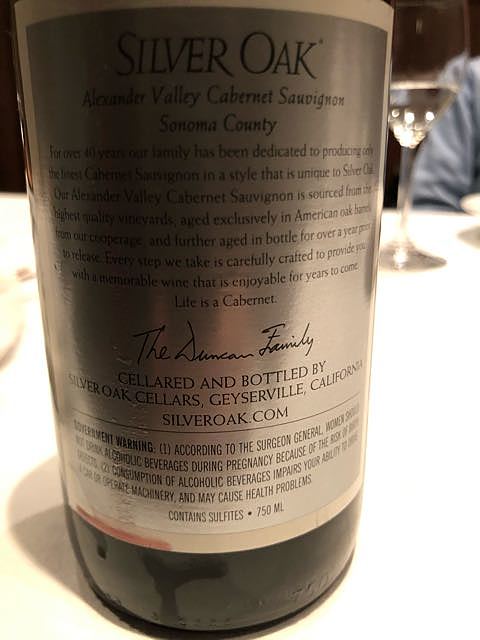 SILVER OAK®
Alexander Valley Cabernet Sauvignon
Sonoma County
For over 40 years our family has been dedicated to producing only
the finest Cabernet Sauvignon in a style that is unique to Silver Oak.
Our Alexander Valley Cabernet Sauvignon is sourced from the
highest quality vineyards, aged exclusively in American oak barrels
from our cooperage, and further aged in bottle for over a year prior
to release. Every step we take is carefully crafted to provide you
with a memorable wine that is enjoyable for years to come.
Life is a Cabernet.
The Duncan Family
CELLARED AND BOTTLED BY
SILVER OAK CELLARS, GEYSERVILLE, CALIFORNIA
SILVEROAK.COM
GOVERNMENT WARNING: (1) ACCORDING TO THE SURGEON GENERAL, WOMEN SHOULD
NOT DRINK ALCOHOLIC BEVERAGES DURING PREGNANCY BECAUSE OF THE RISK OF BIRTH
DEFECTS. (2) CONSUMPTION OF ALCOHOLIC BEVERAGES IMPAIRS YOUR ABILITY TO DRIVE
A CAR OR OPERATE MACHINERY, AND MAY CAUSE HEALTH PROBLEMS.
CONTAINS SULFITES • 750 ML